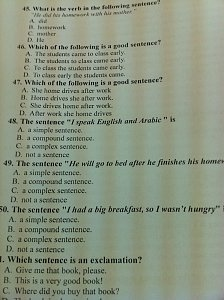 45. What is the verb in the following sentence?
"He did his homework with his mother."
A. did
B. homework
C. mother
D. He
46. Which of the following is a good sentence?
A. The students came to class early.
B. The students to class came early.
C. To class the students came early.
D. To class early the students came.
47. Which of the following is a good sentence?
A. She home drives after work
B. Home drives she after work.
C. She drives home after work.
D. After work she home drives
48. The sentence "I speak English and Arabic " is
A. a simple sentence.
B. a compound sentence.
C. a complex sentence.
D. not a sentence
49. The sentence "He will go to bed after he finishes his
A. a simple sentence.
B. a compound sentence.
C. a complex sentence.
D. not a sentence
50. The sentence "I had a big breakfast, so I wasn't hungry"
A. a simple sentence.
B. a compound sentence.
C. a complex sentence.
D. not a sentence
1. Which sentence is an exclamation?
A. Give me that book, please.
B. This is a very good book!
C. Where did you buy that book?